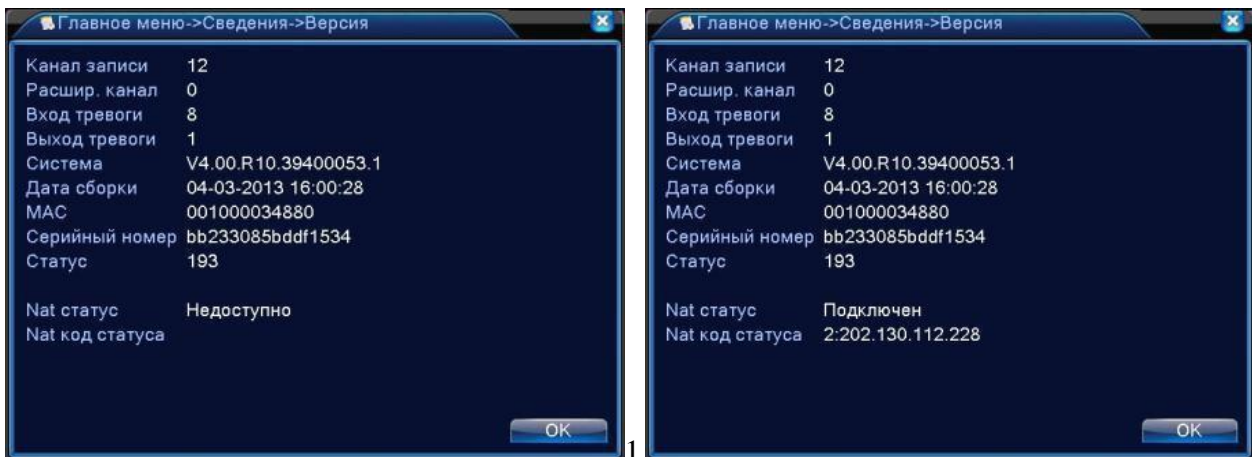 Главное меню->Сведения->Версия
Канал записи 12
Расшир. канал 0
Вход тревоги 8
Выход тревоги 1
Система V4.00.R10.39400053.1
Дата сборки 04-03-2013 16:00:28
MAC 001000034880
Серийный номер bb233085bddf1534
Статус 193
Nat статус Недоступно
Nat код статуса
OK
1
Главное меню->Сведения->Версия
Канал записи 12
Расшир. канал 0
Вход тревоги 8
Выход тревоги 1
Система V4.00.R10.39400053.1
Дата сборки 04-03-2013 16:00:28
MAC 001000034880
Серийный номер bb233085bddf1534
Статус 193
Nat статус Подключен
Nat код статуса 2:202.130.112.228
OK